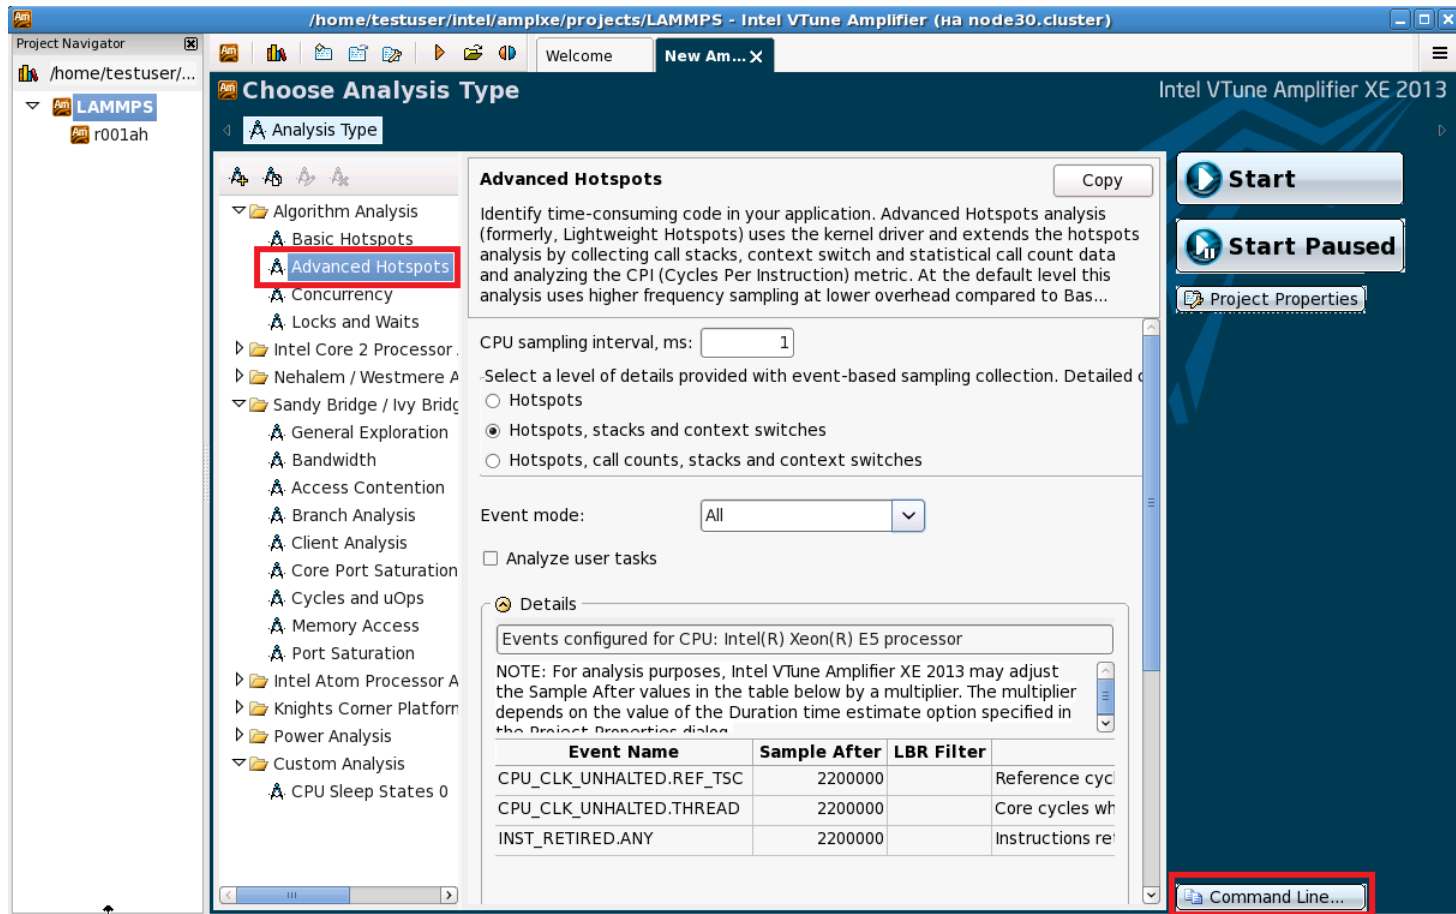 /home/testuser/intel/amplxe/projects/LAMMPS - Intel VTune Amplifier (на node30.cluster)
Project Navigator
/home/testuser/...
LAMMPS
r001ah
Welcome
New Am...
Choose Analysis Type
Intel VTune Amplifier XE 2013
Analysis Type
Algorithm Analysis
Basic Hotspots
Advanced Hotspots
Concurrency
Locks and Waits
Intel Core 2 Processor
Nehalem / Westmere A
Sandy Bridge / Ivy Bridg
General Exploration
Bandwidth
Access Contention
Branch Analysis
Client Analysis
Core Port Saturation
Cycles and uOps
Memory Access
Port Saturation
Intel Atom Processor A
Knights Corner Platforn
Power Analysis
Custom Analysis
CPU Sleep States 0
Advanced Hotspots
Copy
Identify time-consuming code in your application. Advanced Hotspots analysis
(formerly, Lightweight Hotspots) uses the kernel driver and extends the hotspots
analysis by collecting call stacks, context switch and statistical call count data
and analyzing the CPI (Cycles Per Instruction) metric. At the default level this
analysis uses higher frequency sampling at lower overhead compared to Bas...
CPU sampling interval, ms: 1
Select a level of details provided with event-based sampling collection. Detailed
Hotspots
Hotspots, stacks and context switches
Hotspots, call counts, stacks and context switches
Event mode: All
Analyze user tasks
Details
Events configured for CPU: Intel(R) Xeon(R) E5 processor
NOTE: For analysis purposes, Intel VTune Amplifier XE 2013 may adjust
the Sample After values in the table below by a multiplier. The multiplier
depends on the value of the Duration time estimate option specified in
the Project Properties dialog.
Event Name Sample After LBR Filter
CPU_CLK_UNHALTED.REF_TSC 2200000 Reference cycl
CPU_CLK_UNHALTED.THREAD 2200000 Core cycles wh
INST_RETIRED.ANY 2200000 Instructions ret
Start
Start Paused
Project Properties
Command Line...